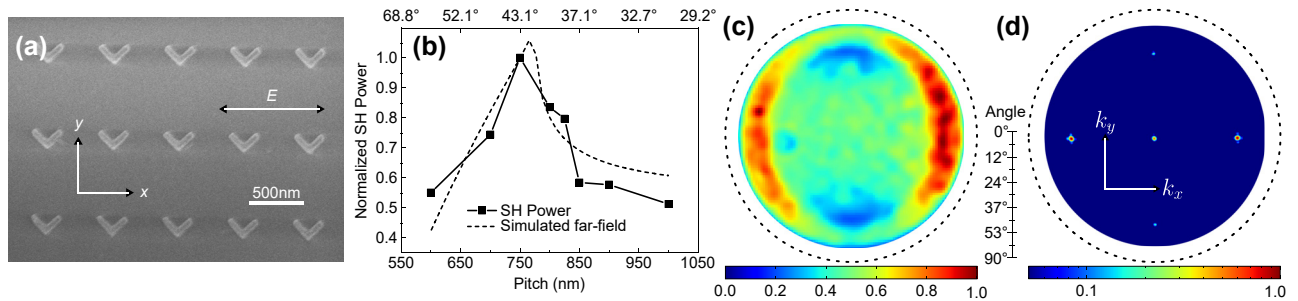 (a)
E
y
x
500nm
68.8° 52.1° 43.1° 37.1° 32.7° 29.2°
(b)
Normalized SH Power
1.0
0.9
0.8
0.7
0.6
0.5
0.4
SH Power
Simulated far-field
550 650 750 850 950 1050
Pitch (nm)
(c)
0.0 0.2 0.4 0.6 0.8 1.0
(d)
Angle
0°
12°
24°
37°
53°
90°
k_y
k_x
0.1 1.0